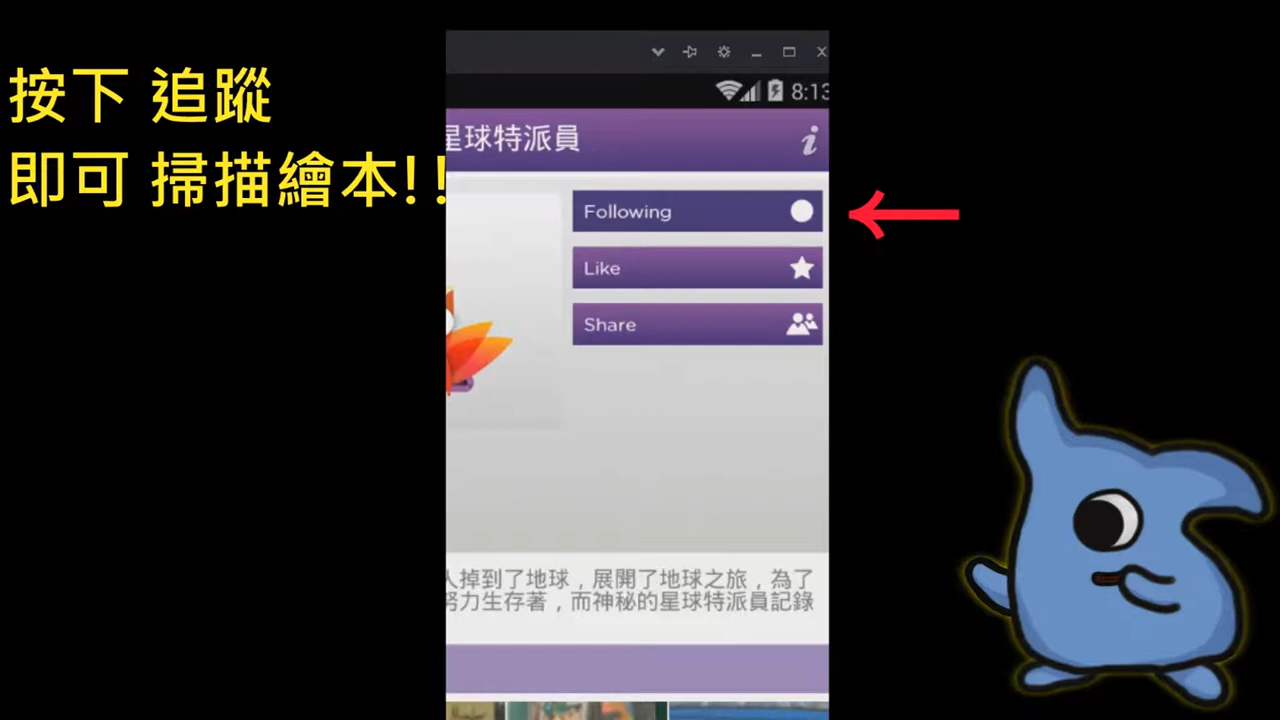 按下 追蹤
即可 掃描繪本!!
8:13
星球特派員
i
Following
Like
Share
人掉到了地球，展開了地球之旅，為了
努力生存著，而神秘的星球特派員記錄